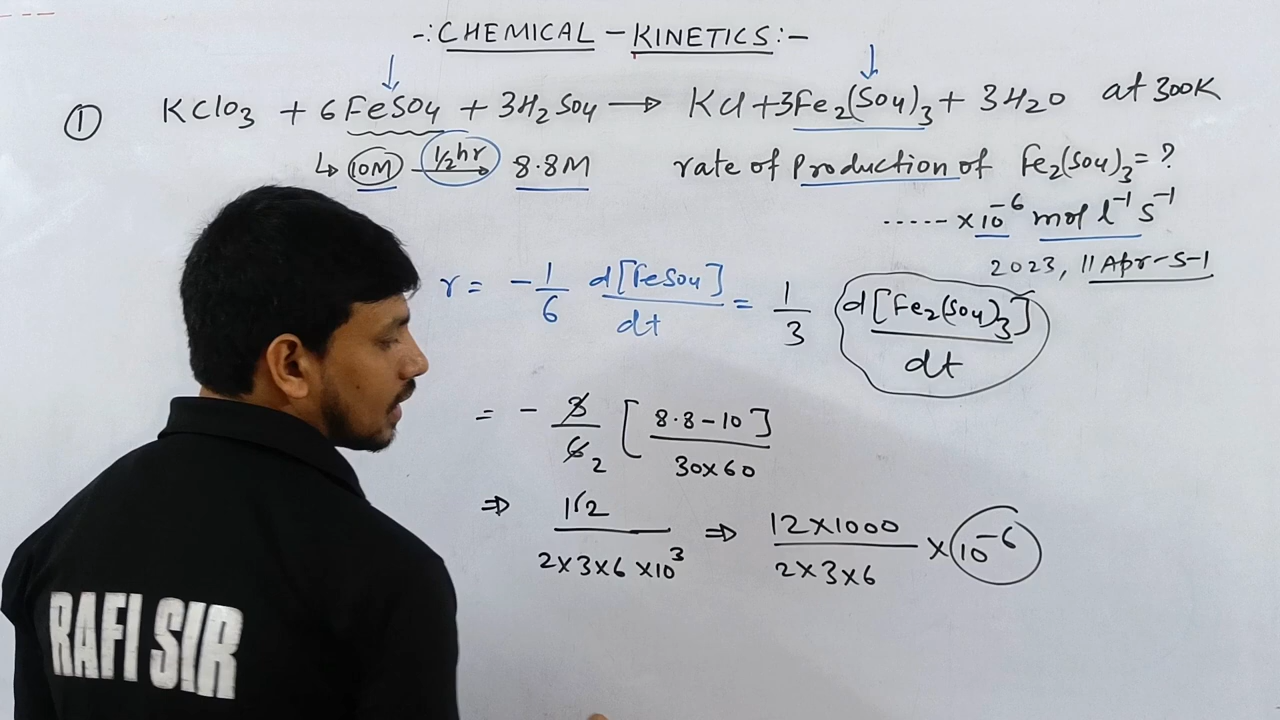 -: CHEMICAL - KINETICS :-
① KClO3 + 6FeSO4 + 3H2SO4 → KCl + 3Fe2(SO4)3 + 3H2O at 300K
↳ 10M 1/2 hr → 8.8M rate of Production of Fe2(SO4)3 = ?
...... × 10^-6 mol l^-1 s^-1
2023, 11 Apr-S-1
r = - 1/6 d[FeSO4]/dt = 1/3 d[Fe2(SO4)3]/dt
= - 3/6 2 [8.8-10]/30×60
⇒ 1.2/2×3×6×10^3 ⇒ 12×1000/2×3×6 × 10^-6
RAFI SIR